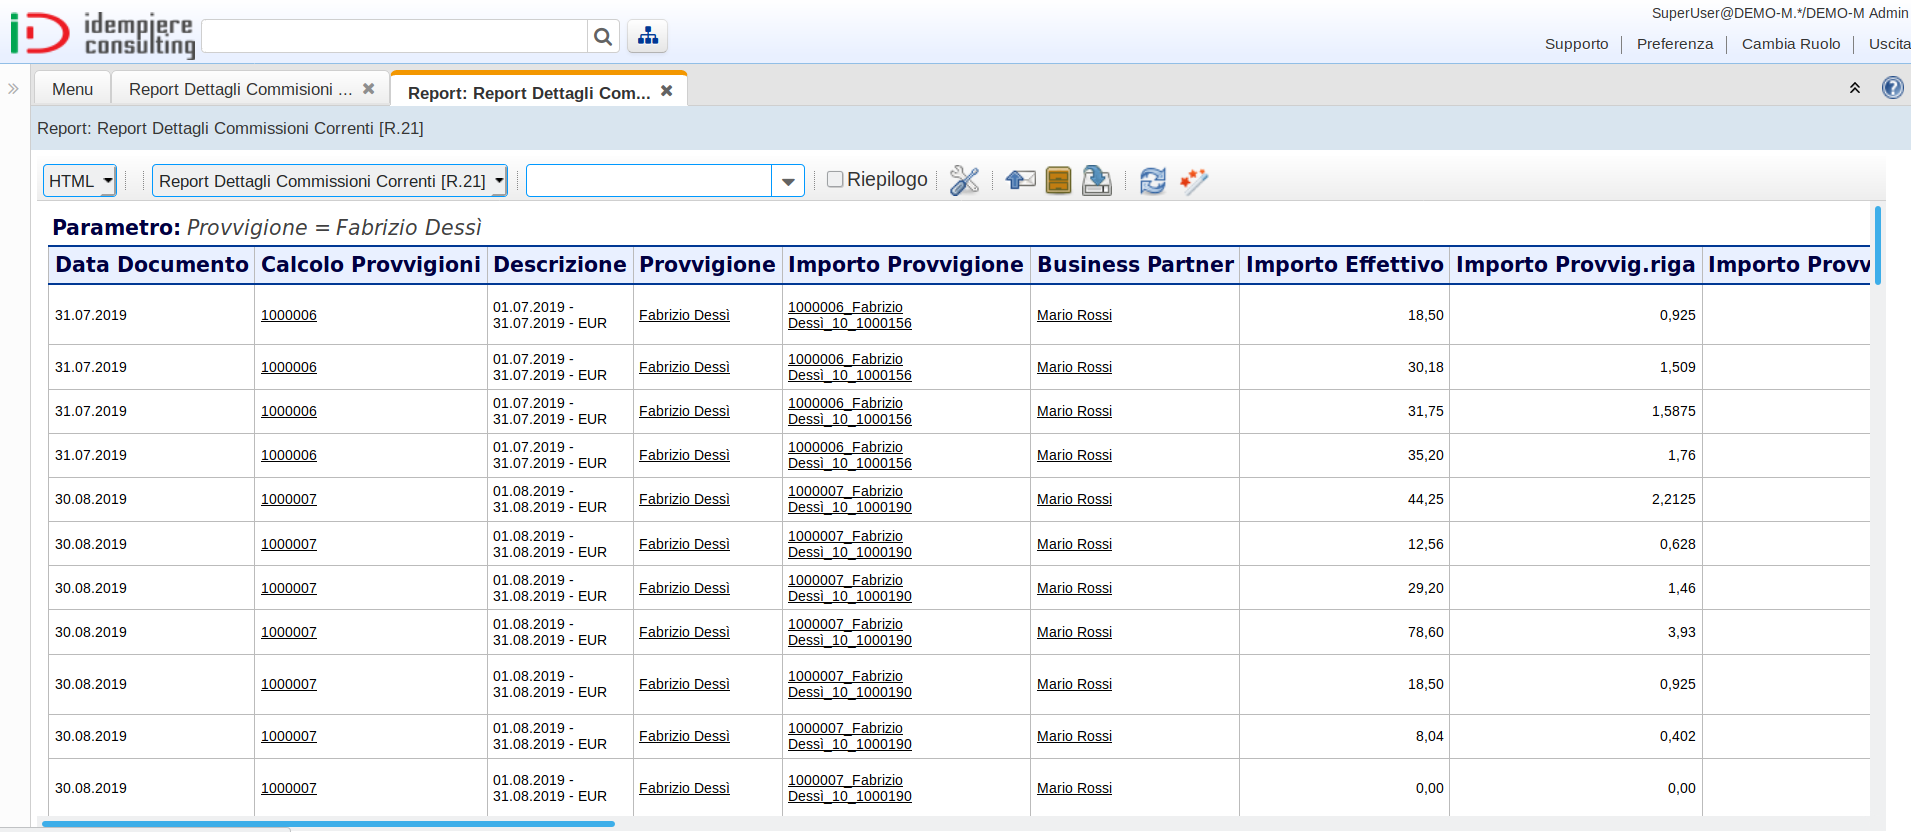 SuperUser@DEMO-M.*/DEMO-M Admin
idempiere
consulting
Supporto Preferenza Cambia Ruolo Uscita
» Menu Report Dettagli Commisioni ... Report: Report Dettagli Com...
Report: Report Dettagli Commissioni Correnti [R.21]
HTML Report Dettagli Commissioni Correnti [R.21] Riepilogo
Parametro: Provvigione = Fabrizio Dessì
Data Documento Calcolo Provvigioni Descrizione Provvigione Importo Provvigione Business Partner Importo Effettivo Importo Provvig.riga Importo Provv
01.07.2019 - 1000006_Fabrizio
31.07.2019 1000006 31.07.2019 - EUR Fabrizio Dessì Dessì_10_1000156 Mario Rossi 18,50 0,925
01.07.2019 - 1000006_Fabrizio
31.07.2019 1000006 31.07.2019 - EUR Fabrizio Dessì Dessì_10_1000156 Mario Rossi 30,18 1,509
01.07.2019 - 1000006_Fabrizio
31.07.2019 1000006 31.07.2019 - EUR Fabrizio Dessì Dessì_10_1000156 Mario Rossi 31,75 1,5875
01.07.2019 - 1000006_Fabrizio
31.07.2019 1000006 31.07.2019 - EUR Fabrizio Dessì Dessì_10_1000156 Mario Rossi 35,20 1,76
01.08.2019 - 1000007_Fabrizio
30.08.2019 1000007 31.08.2019 - EUR Fabrizio Dessì Dessì_10_1000190 Mario Rossi 44,25 2,2125
01.08.2019 - 1000007_Fabrizio
30.08.2019 1000007 31.08.2019 - EUR Fabrizio Dessì Dessì_10_1000190 Mario Rossi 12,56 0,628
01.08.2019 - 1000007_Fabrizio
30.08.2019 1000007 31.08.2019 - EUR Fabrizio Dessì Dessì_10_1000190 Mario Rossi 29,20 1,46
01.08.2019 - 1000007_Fabrizio
30.08.2019 1000007 31.08.2019 - EUR Fabrizio Dessì Dessì_10_1000190 Mario Rossi 78,60 3,93
01.08.2019 - 1000007_Fabrizio
30.08.2019 1000007 31.08.2019 - EUR Fabrizio Dessì Dessì_10_1000190 Mario Rossi 18,50 0,925
01.08.2019 - 1000007_Fabrizio
30.08.2019 1000007 31.08.2019 - EUR Fabrizio Dessì Dessì_10_1000190 Mario Rossi 8,04 0,402
01.08.2019 - 1000007_Fabrizio
30.08.2019 1000007 31.08.2019 - EUR Fabrizio Dessì Dessì_10_1000190 Mario Rossi 0,00 0,00